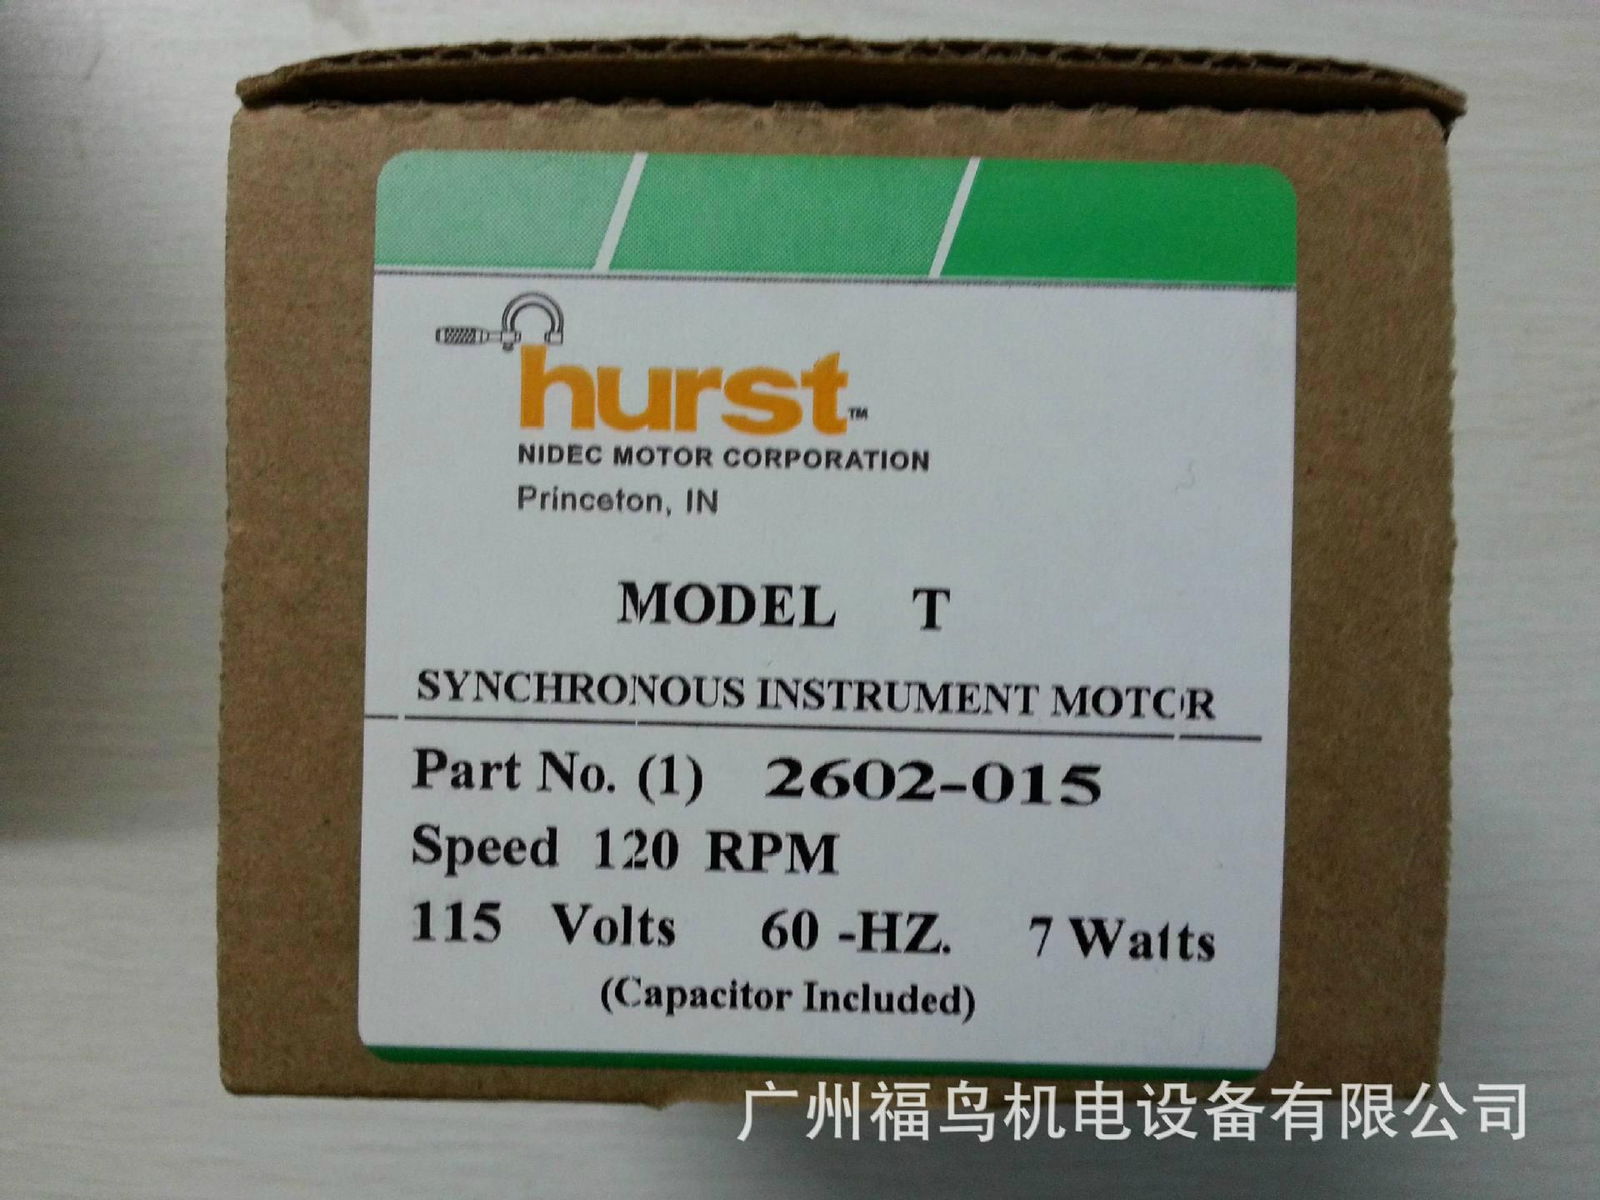 hurst™
NIDEC MOTOR CORPORATION
Princeton, IN
MODEL T
SYNCHRONOUS INSTRUMENT MOTOR
Part No. (1) 2602-015
Speed 120 RPM
115 Volts 60 -HZ. 7 Watts
(Capacitor Included)
广州福鸟机电设备有限公司